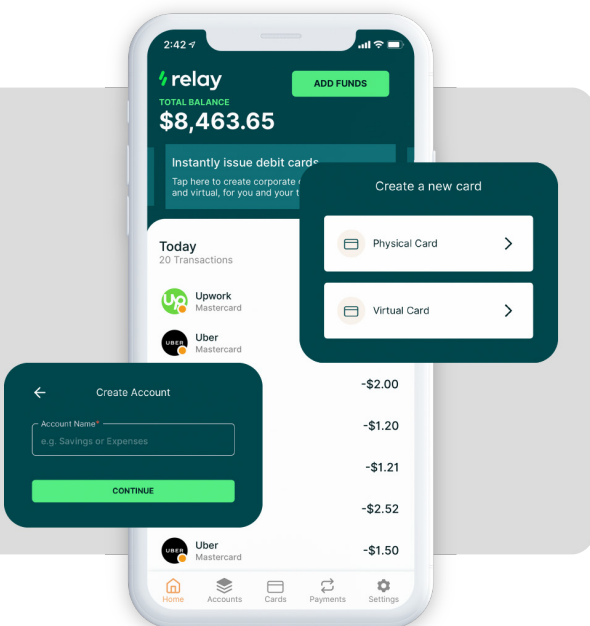 2:42
relay
ADD FUNDS
TOTAL BALANCE
$8,463.65
Instantly issue debit cards
Tap here to create corporate
and virtual, for you and your
Create a new card
Physical Card
Virtual Card
Today
20 Transactions
Up
Upwork
Mastercard
UBER
Uber
Mastercard
Create Account
Account Name*
e.g. Savings or Expenses
CONTINUE
-$2.00
-$1.20
-$1.21
-$2.52
UBER
Uber
Mastercard
-$1.50
Home
Accounts
Cards
Payments
Settings